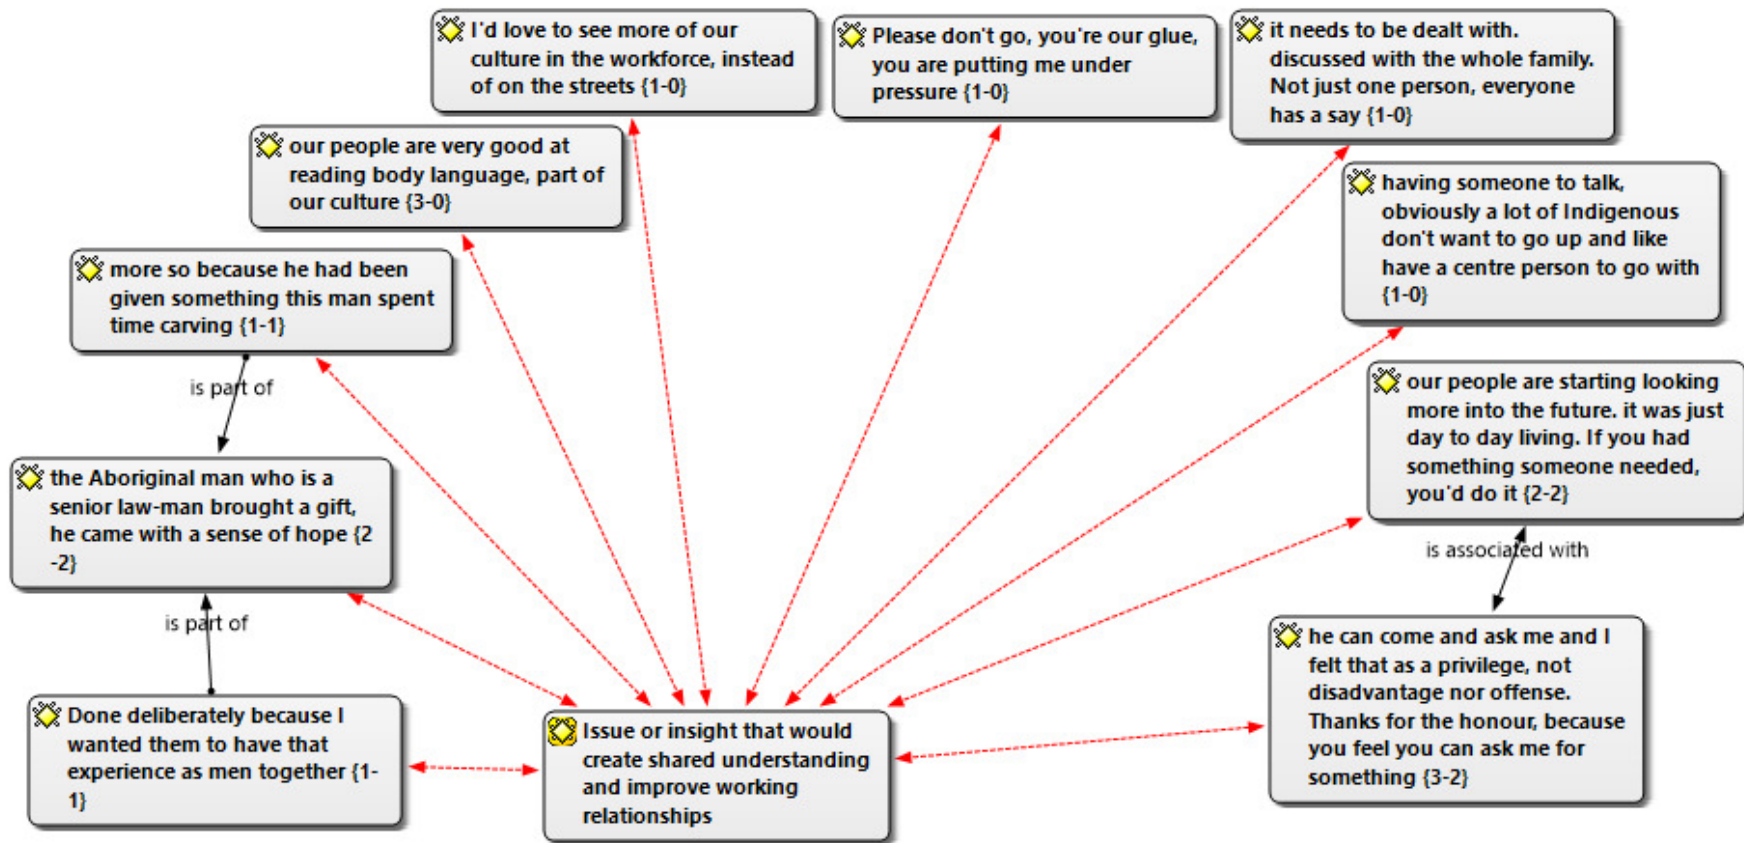 I'd love to see more of our
culture in the workforce, instead
of on the streets {1-0}
Please don't go, you're our glue,
you are putting me under
pressure {1-0}
it needs to be dealt with.
discussed with the whole family.
Not just one person, everyone
has a say {1-0}
our people are very good at
reading body language, part of
our culture {3-0}
having someone to talk,
obviously a lot of Indigenous
don't want to go up and like
have a centre person to go with
{1-0}
more so because he had been
given something this man spent
time carving {1-1}
is part of
our people are starting looking
more into the future. it was just
day to day living. If you had
something someone needed,
you'd do it {2-2}
the Aboriginal man who is a
senior law-man brought a gift,
he came with a sense of hope {2
-2}
is associated with
is part of
he can come and ask me and I
felt that as a privilege, not
disadvantage nor offense.
Thanks for the honour, because
you feel you can ask me for
something {3-2}
Done deliberately because I
wanted them to have that
experience as men together {1-
1}
Issue or insight that would
create shared understanding
and improve working
relationships